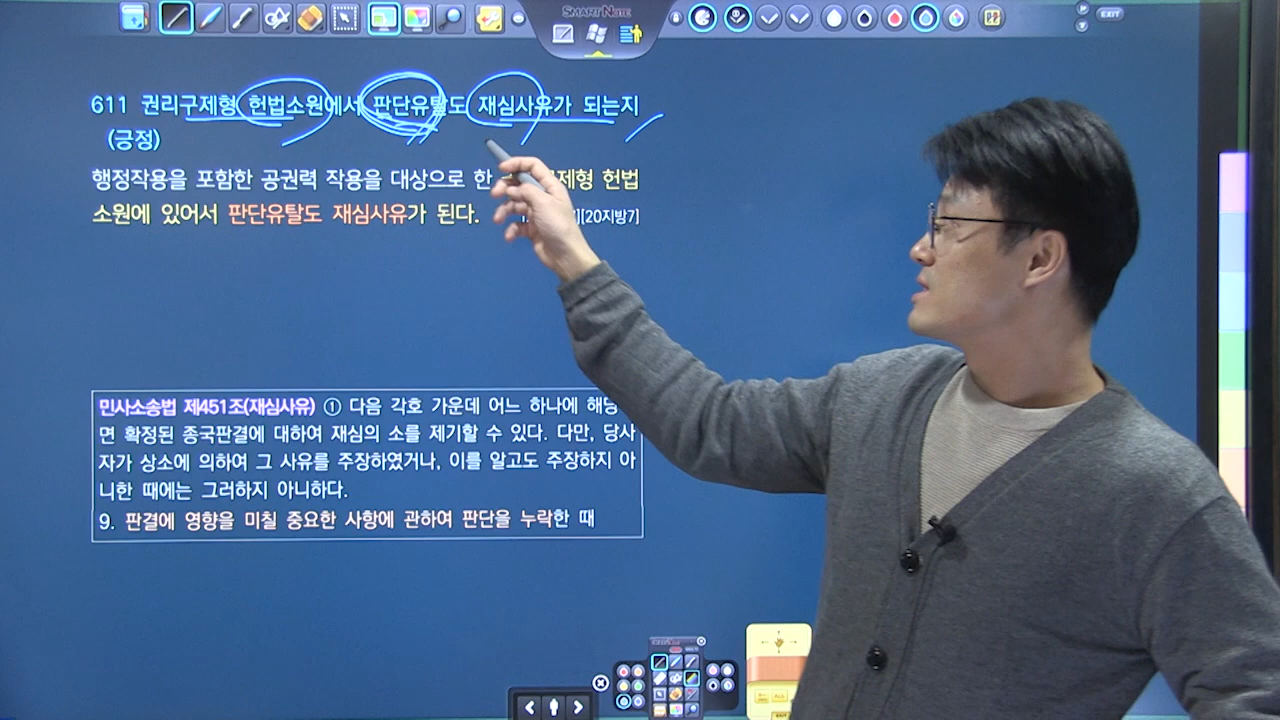 SMART NOTE
EXIT
611 권리구제형 헌법소원에서 판단유탈도 재심사유가 되는지
(긍정)
행정작용을 포함한 공권력 작용을 대상으로 한 제형 헌법
소원에 있어서 판단유탈도 재심사유가 된다. [20지방7]
민사소송법 제451조(재심사유) ① 다음 각호 가운데 어느 하나에 해당
면 확정된 종국판결에 대하여 재심의 소를 제기할 수 있다. 다만, 당사
자가 상소에 의하여 그 사유를 주장하였거나, 이를 알고도 주장하지 아
니한 때에는 그러하지 아니하다.
9. 판결에 영향을 미칠 중요한 사항에 관하여 판단을 누락한 때